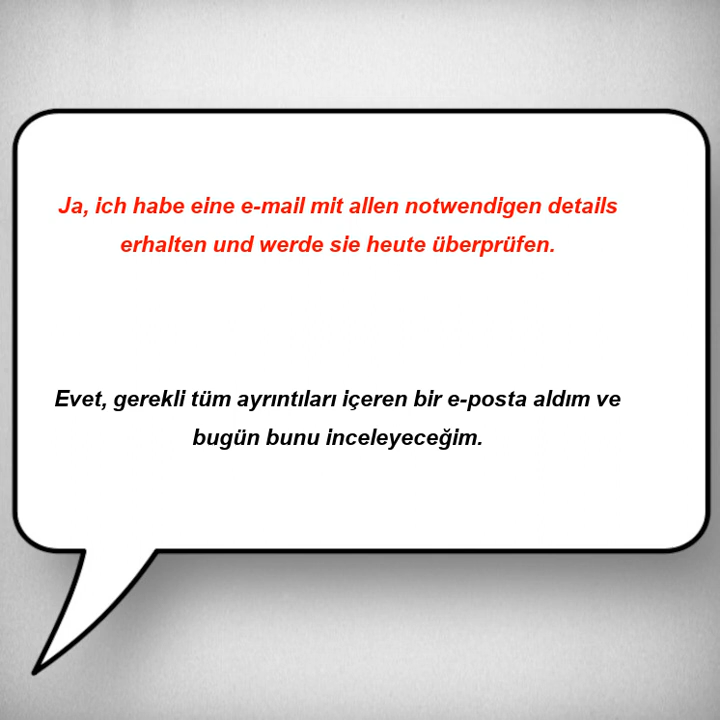 Ja, ich habe eine e-mail mit allen notwendigen details
erhalten und werde sie heute überprüfen.
Evet, gerekli tüm ayrıntıları içeren bir e-posta aldım ve
bugün bunu inceleyeceğim.